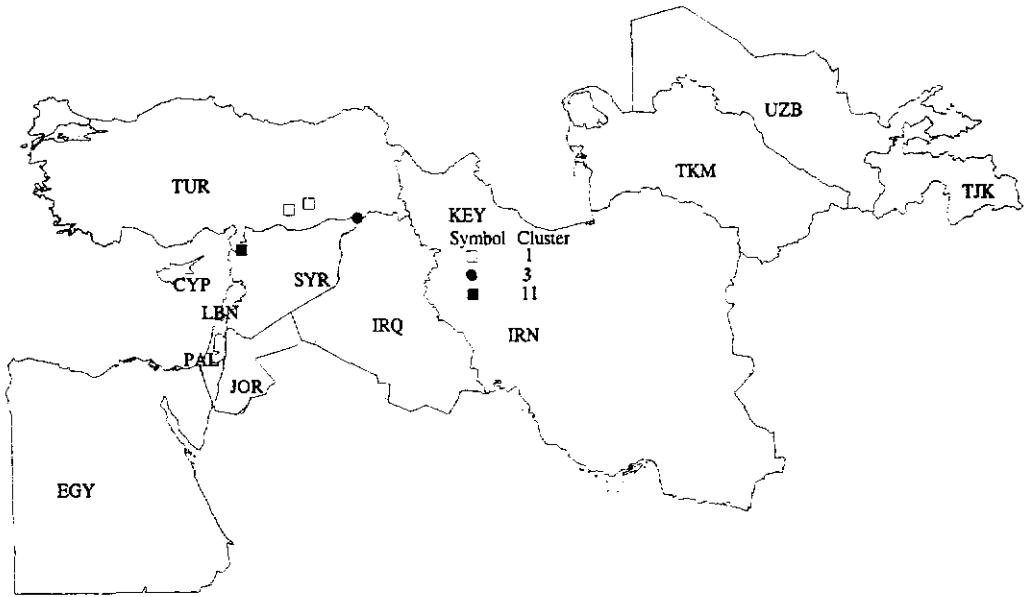 UZB
TKM
TUR
TJK
KEY
Symbol Cluster
1
3
11
CYP
SYR
LBN
IRQ
IRN
PAL
JOR
EGY